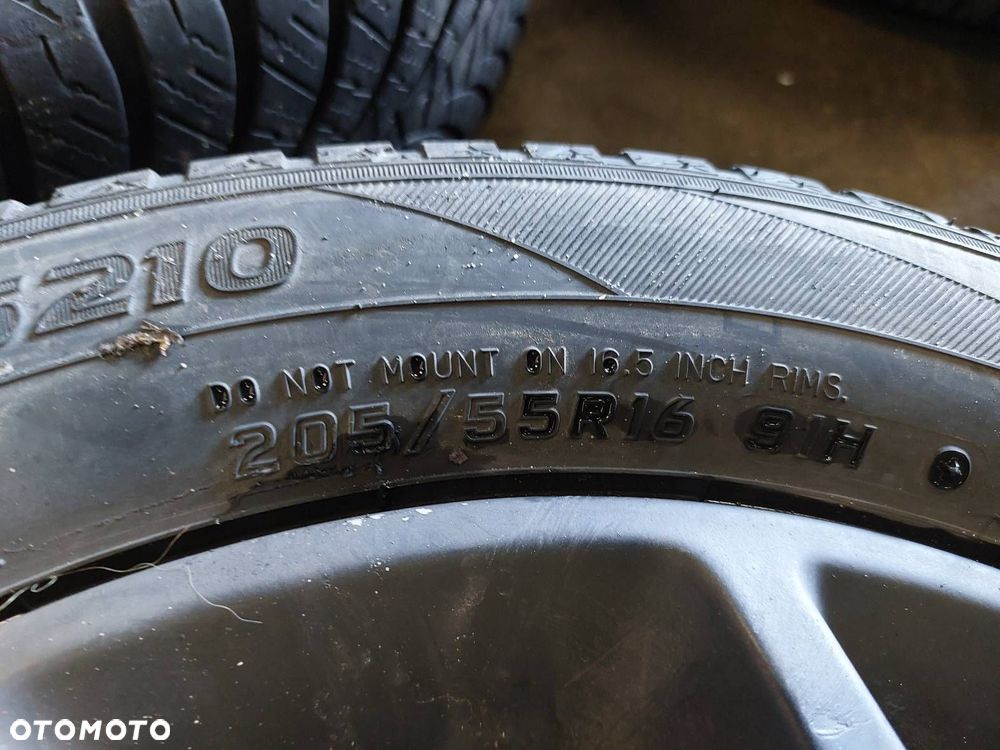 5210
DO NOT MOUNT ON 16.5 INCH RIMS.
205/55R16 91H
OTOMOTO